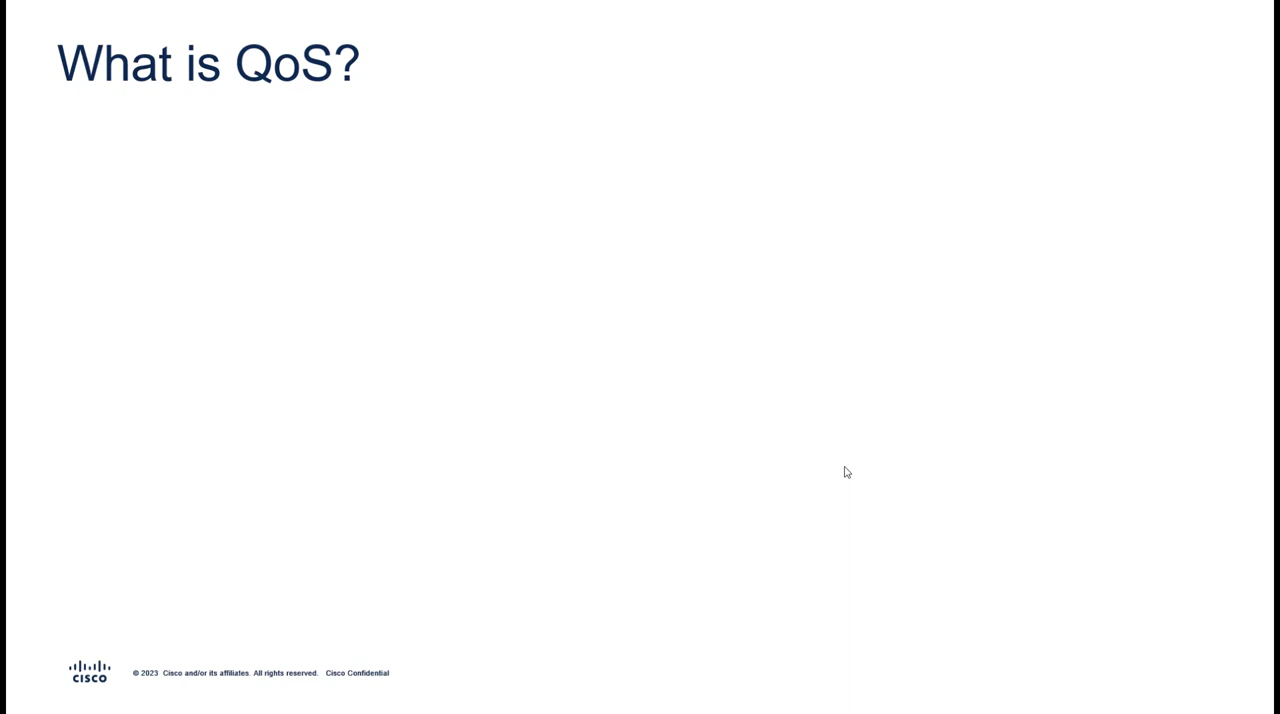 What is QoS?
CISCO
© 2023 Cisco and/or its affiliates. All rights reserved. Cisco Confidential